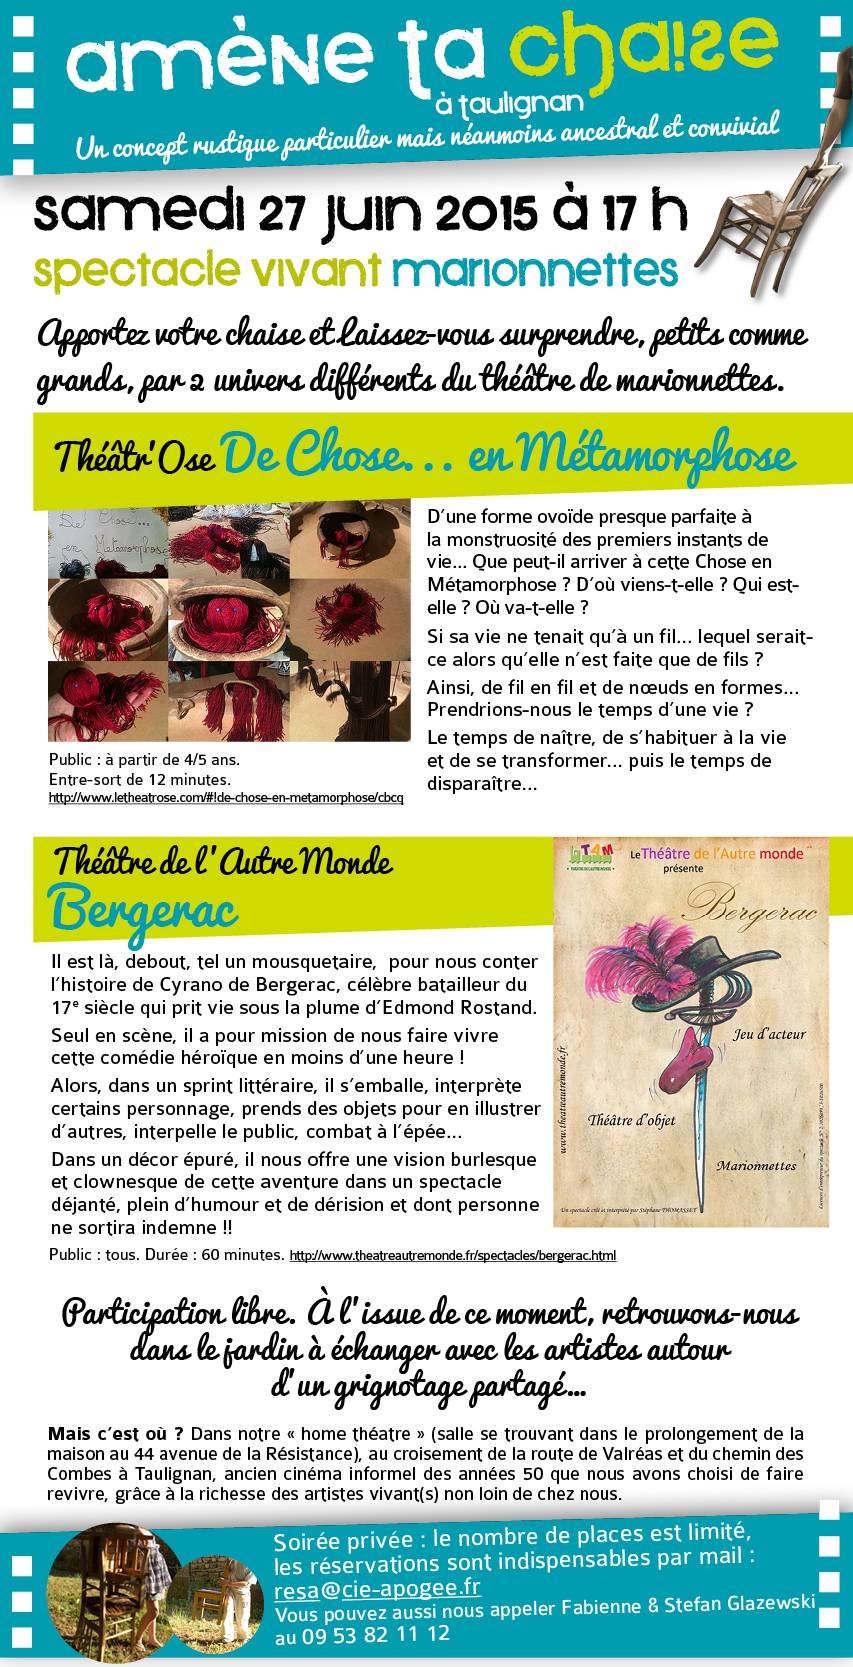 amène ta chaise
à taulignan
Un concept rustique particulier mais néanmoins ancestral et convivial
samedi 27 juin 2015 à 17 h
spectacle vivant marionnettes
Apportez votre chaise et Laissez-vous surprendre, petits comme
grands, par 2 univers différents du théâtre de marionnettes.
Théâtr'Ose De Chose... en Métamorphose
De Chose...
en Metamorphose
D'une forme ovoïde presque parfaite à
la monstruosité des premiers instants de
vie... Que peut-il arriver à cette Chose en
Métamorphose ? D'où viens-t-elle ? Qui est-
elle ? Où va-t-elle ?
Si sa vie ne tenait qu'à un fil... lequel serait-
ce alors qu'elle n'est faite que de fils ?
Ainsi, de fil en fil et de nœuds en formes...
Prendrions-nous le temps d'une vie ?
Le temps de naître, de s'habituer à la vie
et de se transformer... puis le temps de
disparaître...
Public : à partir de 4/5 ans.
Entre-sort de 12 minutes.
http://www.letheatrose.com/#!de-chose-en-metamorphose/cbcq
Théâtre de l'Autre Monde
Bergerac
Il est là, debout, tel un mousquetaire, pour nous conter
l'histoire de Cyrano de Bergerac, célèbre batailleur du
17e siècle qui prit vie sous la plume d'Edmond Rostand.
Seul en scène, il a pour mission de nous faire vivre
cette comédie héroïque en moins d'une heure !
Alors, dans un sprint littéraire, il s'emballe, interprète
certains personnage, prends des objets pour en illustrer
d'autres, interpelle le public, combat à l'épée...
Dans un décor épuré, il nous offre une vision burlesque
et clownesque de cette aventure dans un spectacle
déjanté, plein d'humour et de dérision et dont personne
ne sortira indemne !!
Public : tous. Durée : 60 minutes. http://www.theatreautremonde.fr/spectacles/bergerac.html
T4M
THÉÂTRE DE L'AUTRE MONDE
Le Théâtre de l'Autre monde
présente
Bergerac
Jeu d'acteur
Théâtre d'objet
Marionnettes
www.theatreautremonde.fr
Un spectacle créé et interprété par Stéphane THOMASSET
Participation libre. À l'issue de ce moment, retrouvons-nous
dans le jardin à échanger avec les artistes autour
d'un grignotage partagé...
Mais c'est où ? Dans notre « home théatre » (salle se trouvant dans le prolongement de la
maison au 44 avenue de la Résistance), au croisement de la route de Valréas et du chemin des
Combes à Taulignan, ancien cinéma informel des années 50 que nous avons choisi de faire
revivre, grâce à la richesse des artistes vivant(s) non loin de chez nous.
Soirée privée : le nombre de places est limité,
les réservations sont indispensables par mail :
resa@cie-apogee.fr
Vous pouvez aussi nous appeler Fabienne & Stefan Glazewski
au 09 53 82 11 12